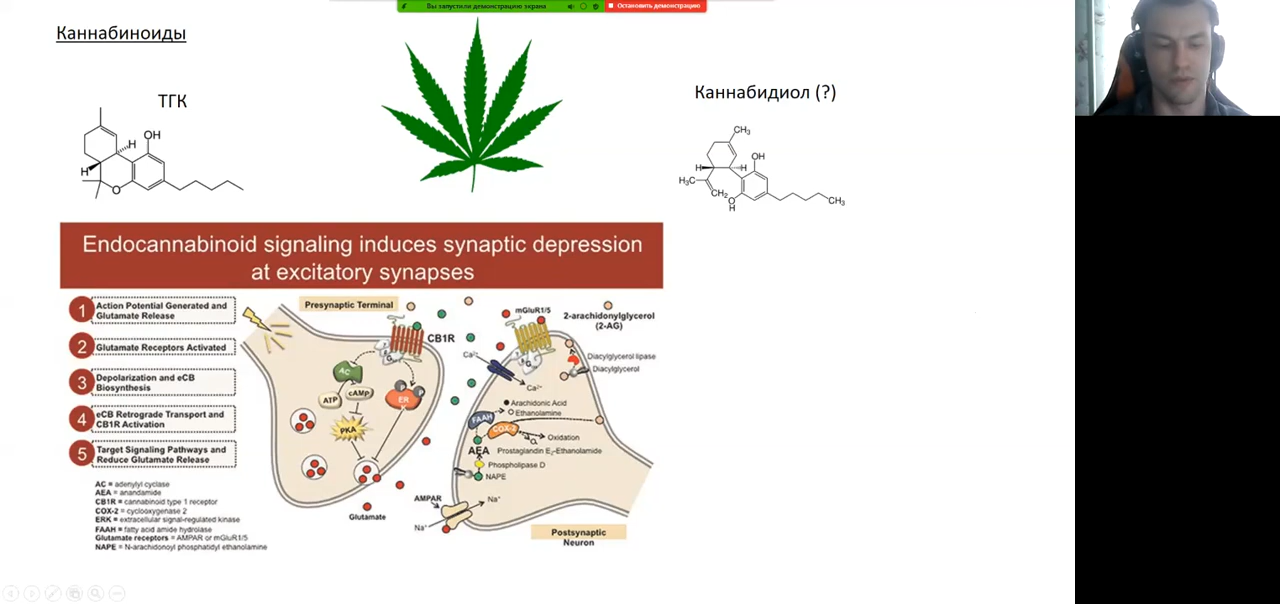 Вы запустили демонстрацию экрана
Остановить демонстрацию
Каннабиноиды
ТГК
Каннабидиол (?)
OH
H
H
O
CH₃
OH
H
H
H₃C
CH₂
O
H
CH₃
Endocannabinoid signaling induces synaptic depression
at excitatory synapses
1 Action Potential Generated and
Glutamate Release
2 Glutamate Receptors Activated
3 Depolarization and eCB
Biosynthesis
4 eCB Retrograde Transport and
CB1R Activation
5 Target Signaling Pathways and
Reduce Glutamate Release
AC = adenylyl cyclase
AEA = anandamide
CB1R = cannabinoid type 1 receptor
COX-2 = cyclooxygenase 2
ERK = extracellular signal-regulated kinase
FAAH = fatty acid amide hydrolase
Glutamate receptors = AMPAR or mGluR1/5
NAPE = N-arachidonoyl phosphatidyl ethanolamine
Presynaptic Terminal
CB1R
AC
ATP
cAMP
ER
PKA
Glutamate
mGluR1/5
2-arachidonylglycerol
(2-AG)
Ca²⁺
Ca²⁺
Diacylglycerol lipase
Diacylglycerol
Arachidonic Acid
Ethanolamine
FAAH
COX-2
Oxidation
AEA
Prostaglandin E₂-Ethanolamide
Phospholipase D
NAPE
AMPAR
Na⁺
Na⁺
Postsynaptic
Neuron